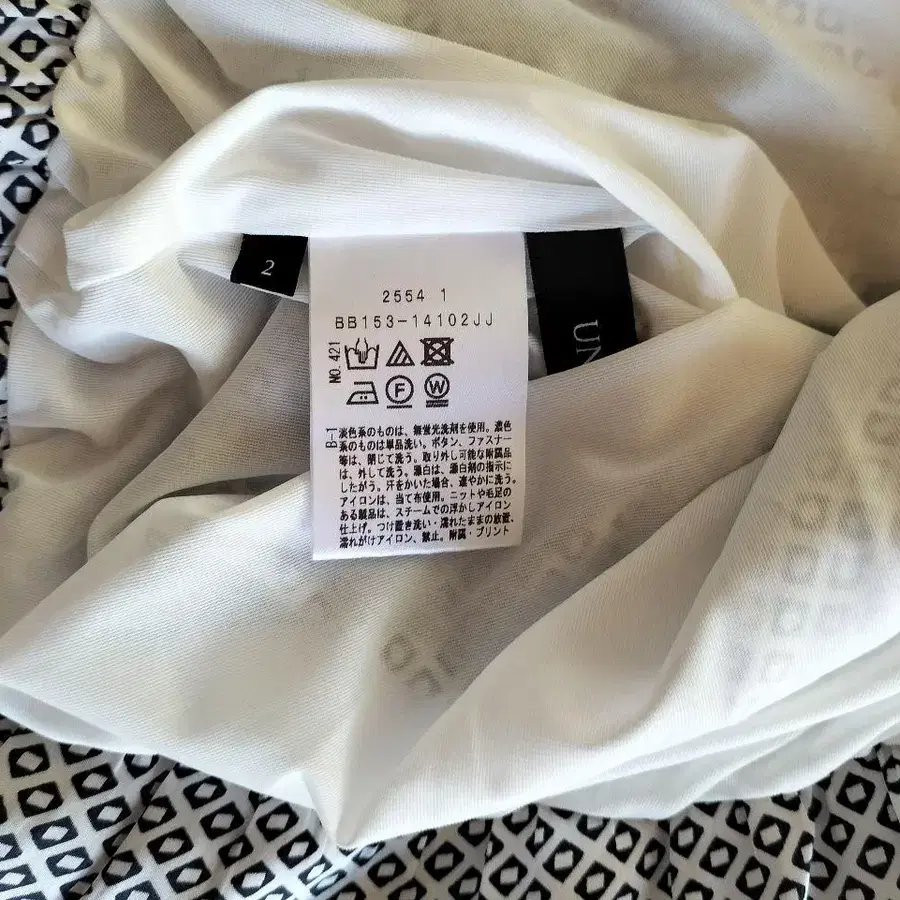 2
2554 1
BB153-14102JJ
NO.421
F
W
UN
B-1
淡色系のものは、無蛍光洗剤を使用。濃色
系のものは単品洗い。ボタン、ファスナー
等は、閉じて洗う。取り外し可能な附属品
は、外して洗う。漂白は、漂白剤の指示に
したがう。汗をかいた場合、速やかに洗う。
アイロンは、当て布使用。ニットや毛足の
ある製品は、スチームでの浮かしアイロン
仕上げ。つけ置き洗い・濡れたままの放置、
濡れがけアイロン、禁止。附属・プリント